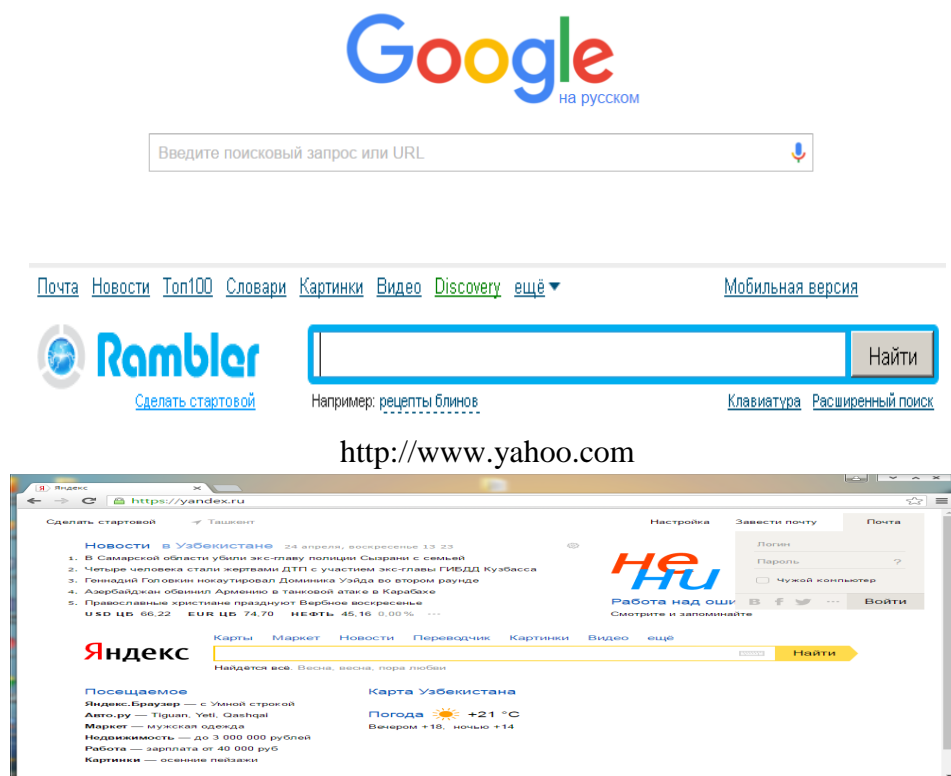 Google
на русском
Введите поисковый запрос или URL
Почта Новости Топ100 Словари Картинки Видео Discovery ещё Мобильная версия
Rambler Найти
Сделать стартовой Например: рецепты блинов Клавиатура Расширенный поиск
http://www.yahoo.com
Яндекс
https://yandex.ru
Сделать стартовой Ташкент Настройка Завести почту Почта
Новости в Узбекистане 24 апреля, воскресенье 13 23
1. В Самарской области убили экс-главу полиции Сызрани с семьей
2. Четыре человека стали жертвами ДТП с участием экс-главы ГИБДД Кузбасса
3. Геннадий Головкин нокаутировал Доминика Уэйда во втором раунде
4. Азербайджан обвинил Армению в танковой атаке в Карабахе
5. Православные христиане празднуют Вербное воскресенье
USD ЦБ 66,22 EUR ЦБ 74,70 НЕФТЬ 45,16 0,00% ...
не
ни
Работа над оши
Смотрите и запоминайте
Логин
Пароль ?
Чужой компьютер
В f ... Войти
Карты Маркет Новости Переводчик Картинки Видео ещё
Яндекс Найти
Найдётся всё. Весна, весна, пора любви
Посещаемое
Яндекс.Браузер — с Умной строкой
Авто.ру — Tiguan, Yeti, Qashqai
Маркет — мужская одежда
Недвижимость — до 3 000 000 рублей
Работа — зарплата от 40 000 руб
Картинки — осенние пейзажи
Карта Узбекистана
Погода +21 °C
Вечером +18, ночью +14